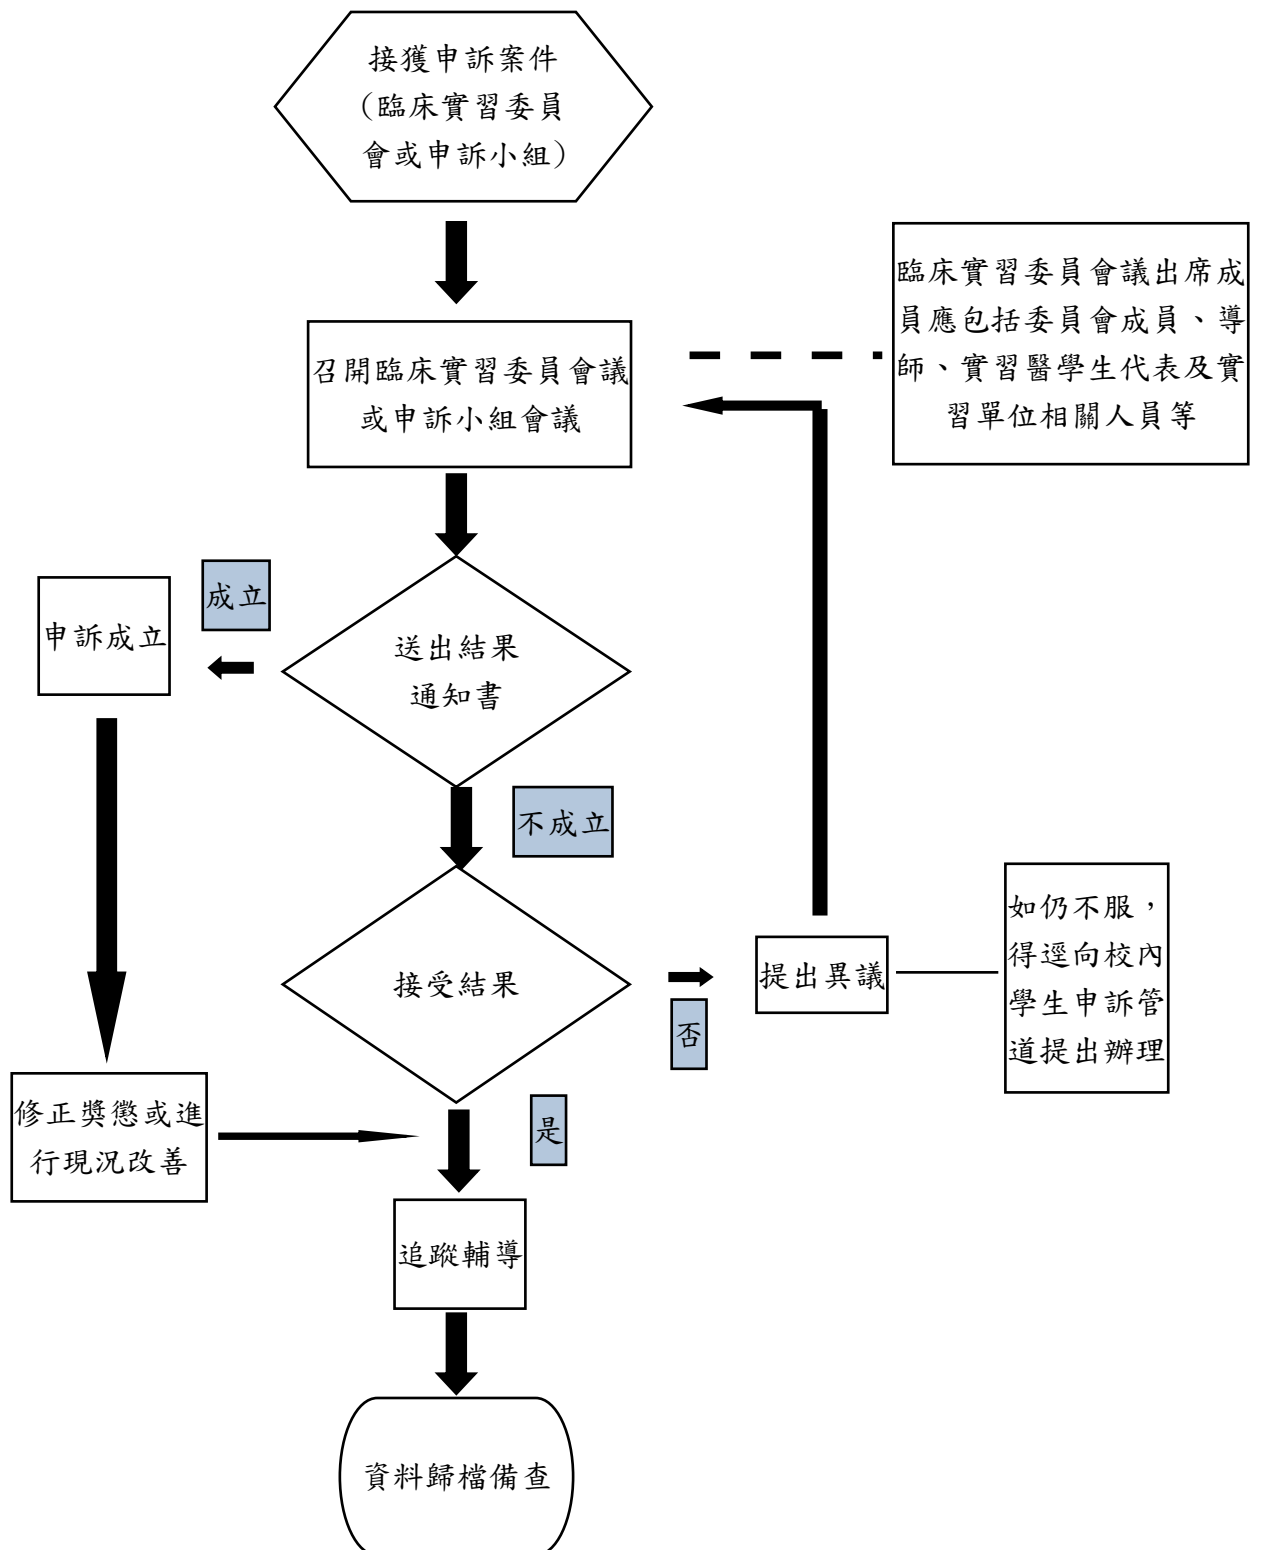 接獲申訴案件
(臨床實習委員
會或申訴小組)
臨床實習委員會議出席成
員應包括委員會成員、導
師、實習醫學生代表及實
習單位相關人員等
召開臨床實習委員會議
或申訴小組會議
成立
申訴成立
送出結果
通知書
不成立
接受結果
否
提出異議
如仍不服，
得逕向校內
學生申訴管
道提出辦理
修正獎懲或進
行現況改善
是
追蹤輔導
資料歸檔備查